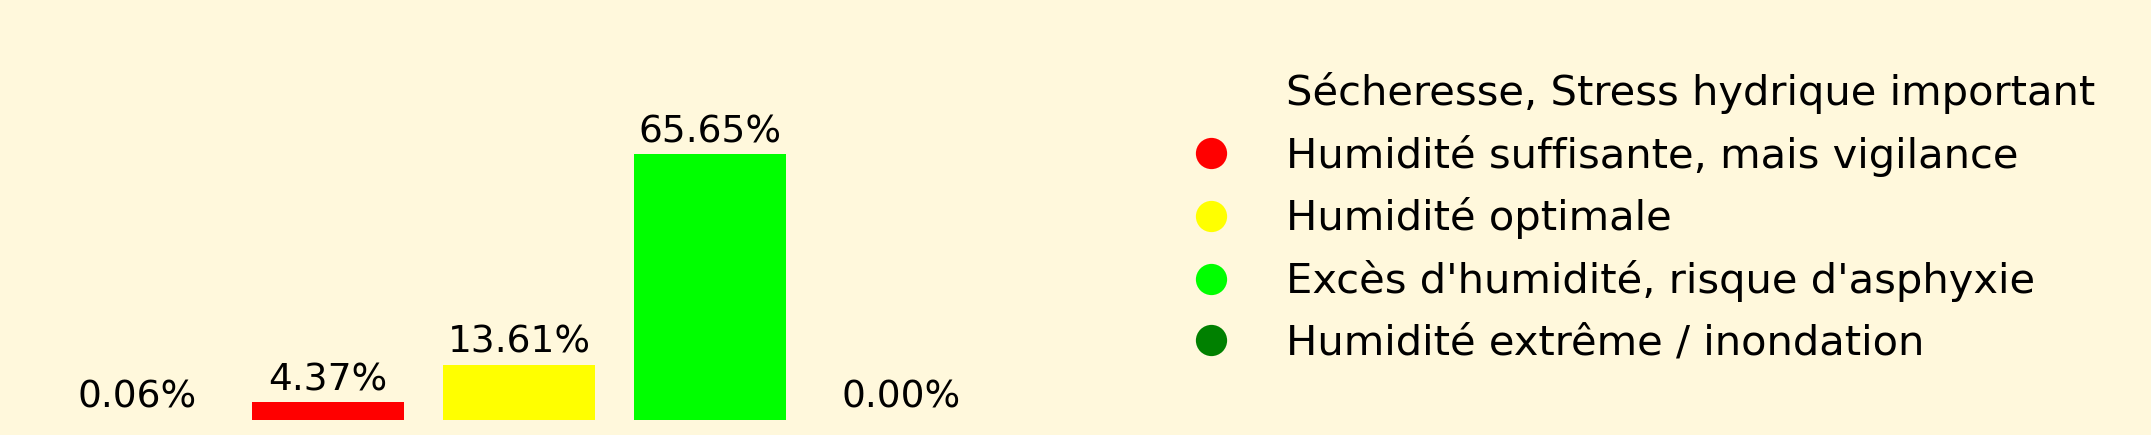 65.65%
13.61%
4.37%
0.06%
0.00%
Sécheresse, Stress hydrique important
Humidité suffisante, mais vigilance
Humidité optimale
Excès d'humidité, risque d'asphyxie
Humidité extrême / inondation